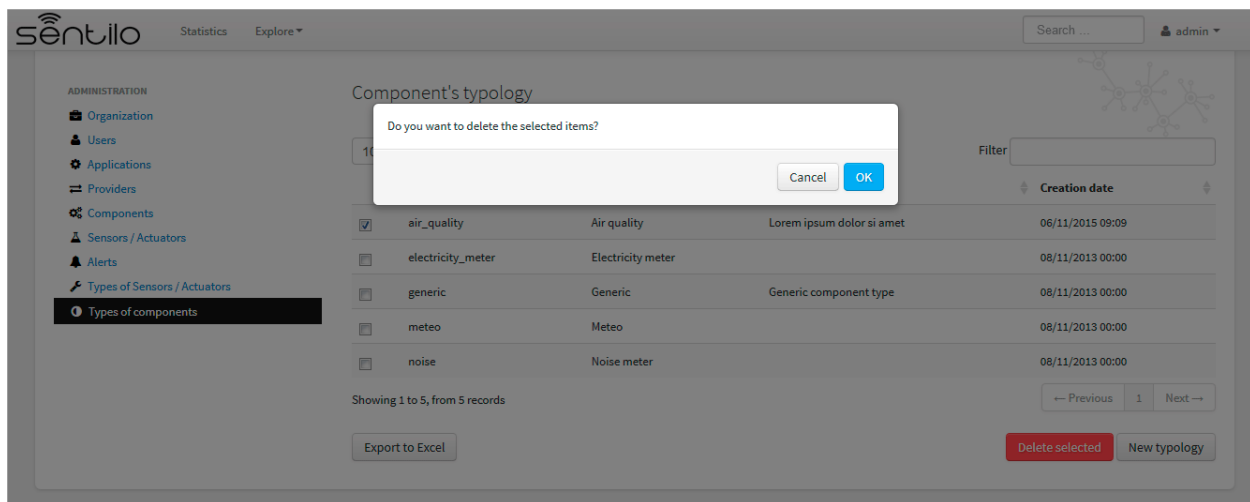 sentilo Statistics Explore Search ... admin
ADMINISTRATION
Organization
Users
Applications
Providers
Components
Sensors / Actuators
Alerts
Types of Sensors / Actuators
Types of components
Component's typology
Do you want to delete the selected items?
Cancel OK
10
Filter
Creation date
air_quality Air quality Lorem ipsum dolor si amet 06/11/2015 09:09
electricity_meter Electricity meter 08/11/2013 00:00
generic Generic Generic component type 08/11/2013 00:00
meteo Meteo 08/11/2013 00:00
noise Noise meter 08/11/2013 00:00
Showing 1 to 5, from 5 records
← Previous 1 Next →
Export to Excel Delete selected New typology